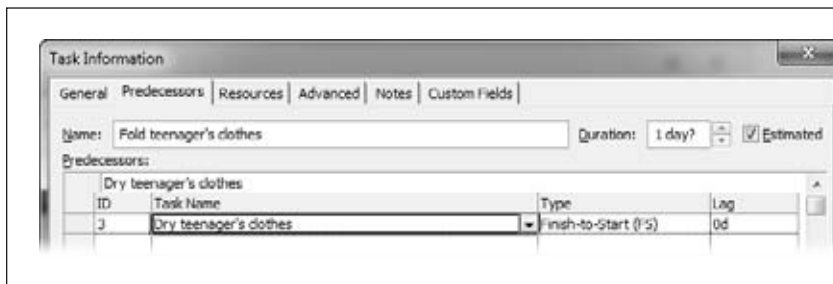 Task Information
General Predecessors Resources Advanced Notes Custom Fields
Name: Fold teenager's clothes Duration: 1 day? Estimated
Predecessors:
Dry teenager's clothes
ID Task Name Type Lag
3 Dry teenager's clothes Finish-to-Start (FS) 0d